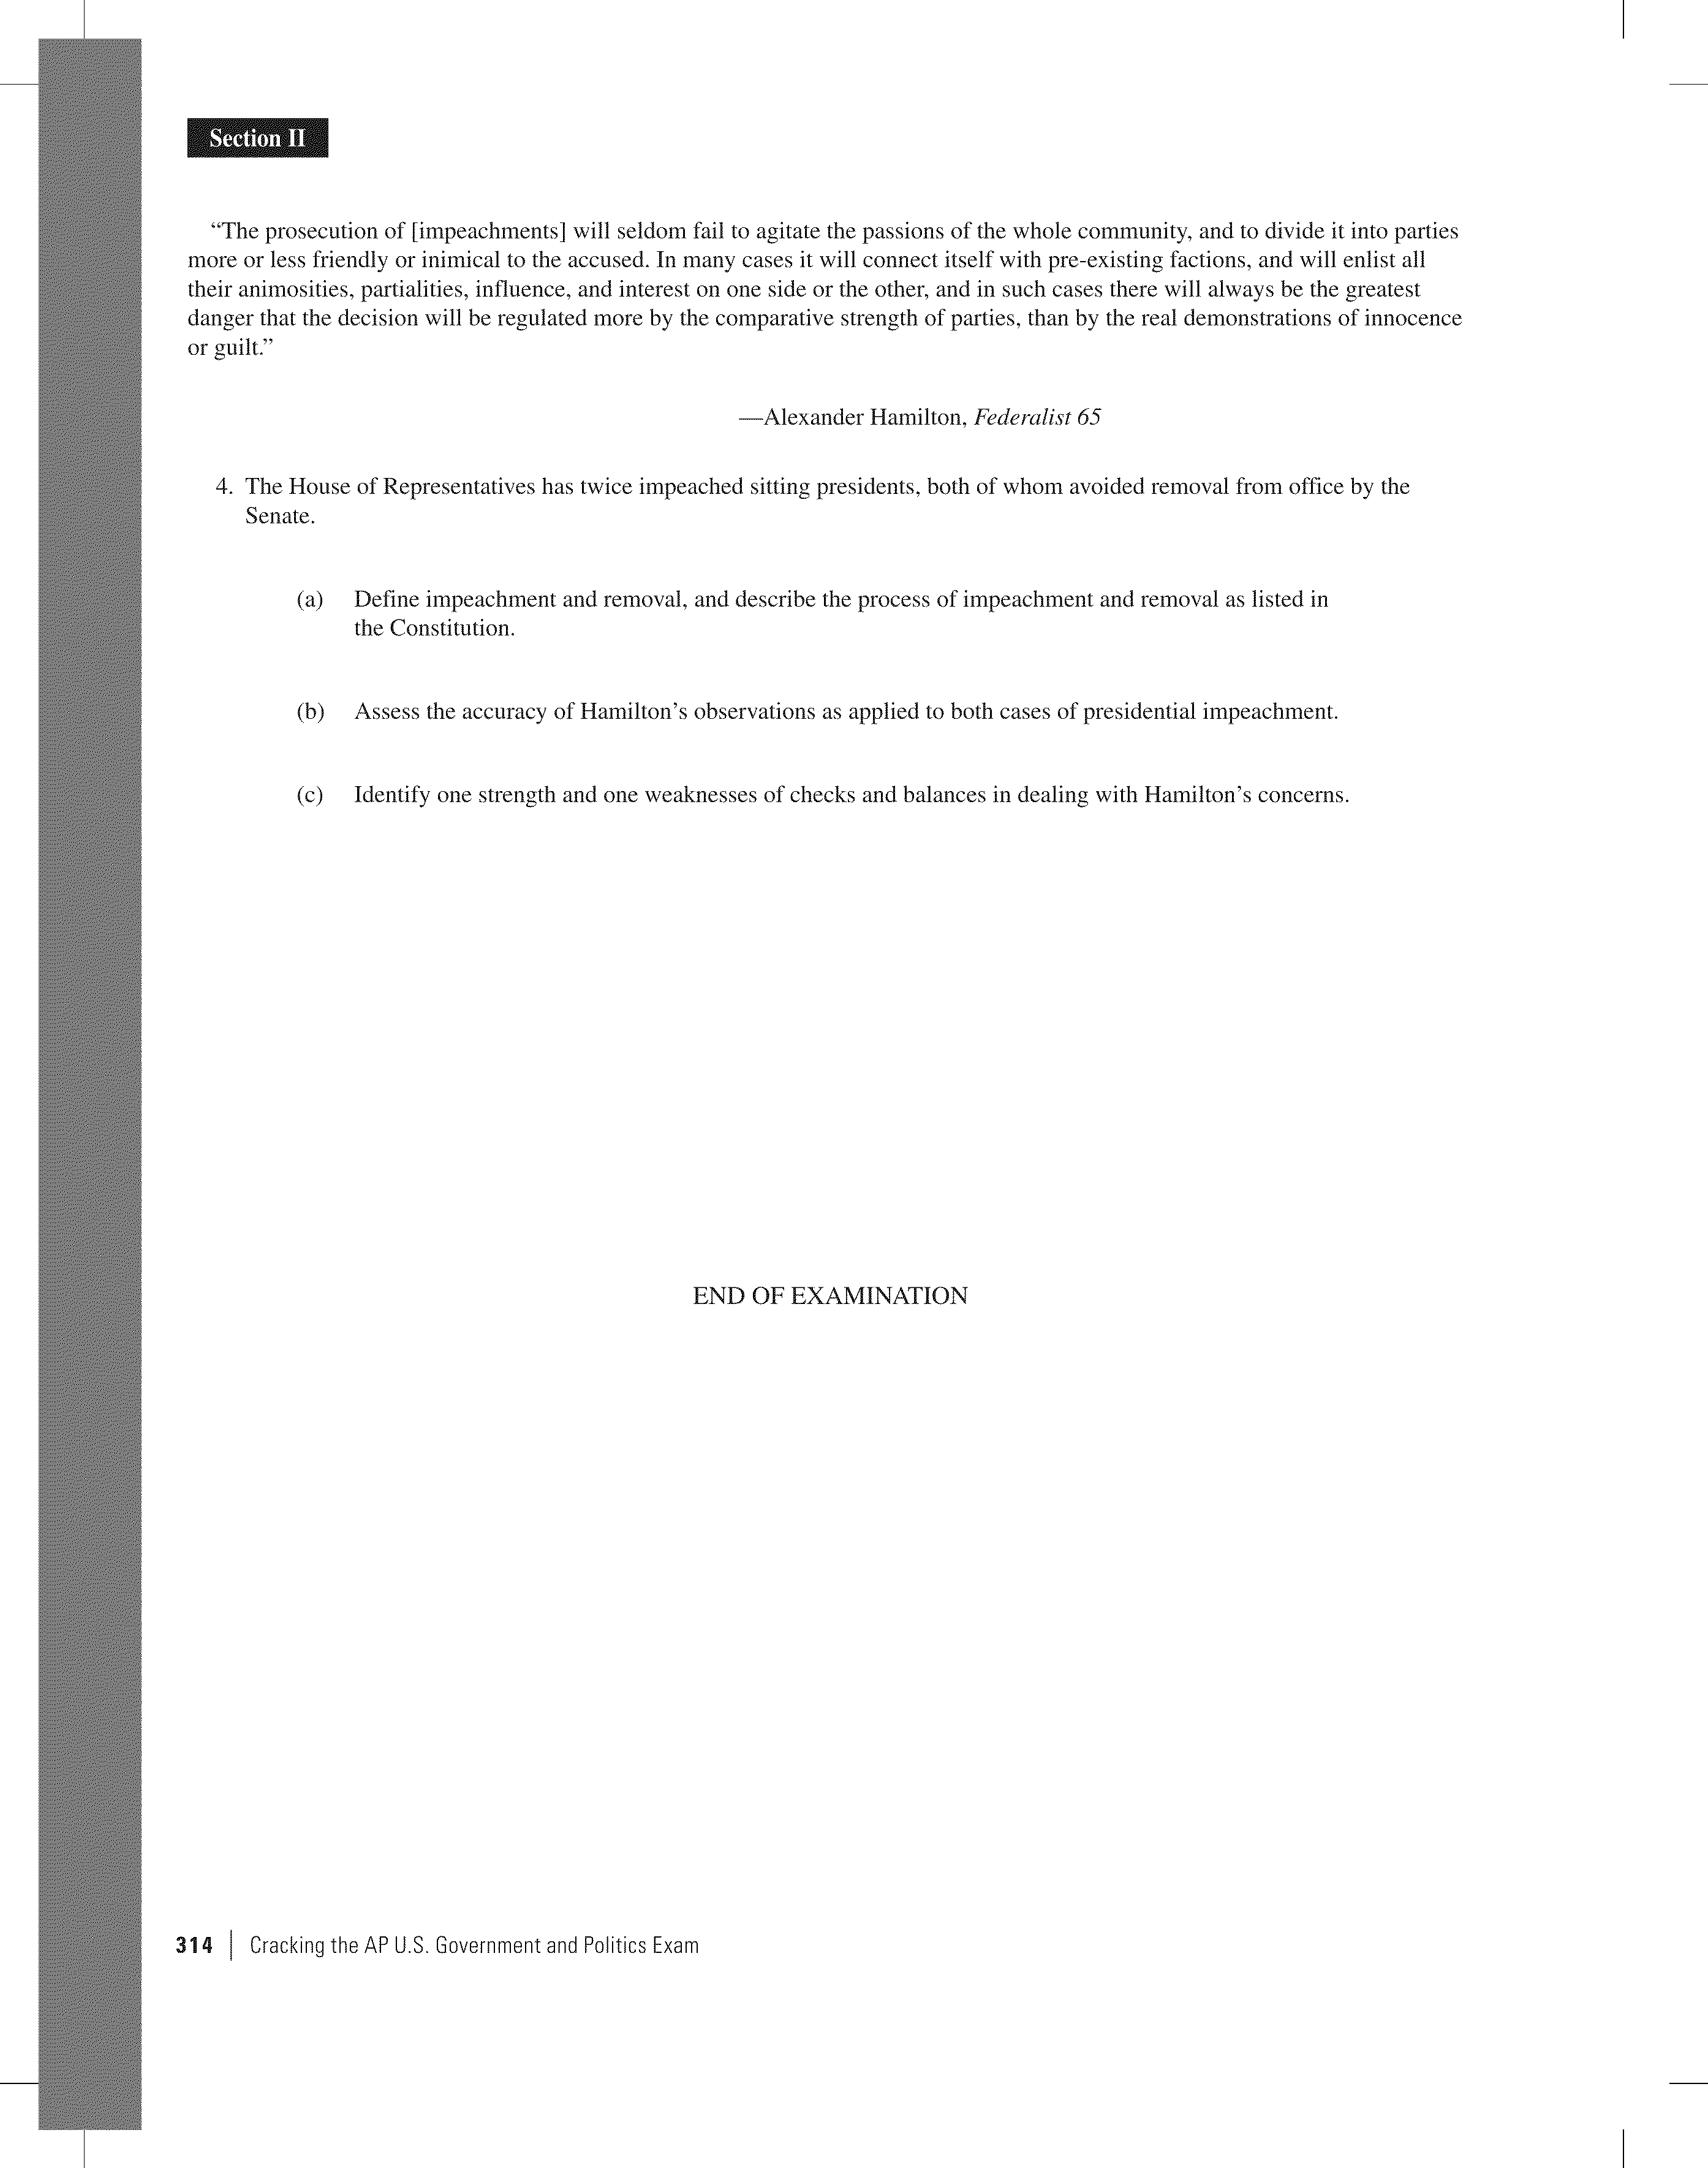 Section II
“The prosecution of [impeachments] will seldom fail to agitate the passions of the whole community, and to divide it into parties
more or less friendly or inimical to the accused. In many cases it will connect itself with pre-existing factions, and will enlist all
their animosities, partialities, influence, and interest on one side or the other, and in such cases there will always be the greatest
danger that the decision will be regulated more by the comparative strength of parties, than by the real demonstrations of innocence
or guilt.”
—Alexander Hamilton, Federalist 65
4. The House of Representatives has twice impeached sitting presidents, both of whom avoided removal from office by the
Senate.
(a) Define impeachment and removal, and describe the process of impeachment and removal as listed in
the Constitution.
(b) Assess the accuracy of Hamilton’s observations as applied to both cases of presidential impeachment.
(c) Identify one strength and one weaknesses of checks and balances in dealing with Hamilton’s concerns.
END OF EXAMINATION
314 | Cracking the AP U.S. Government and Politics Exam